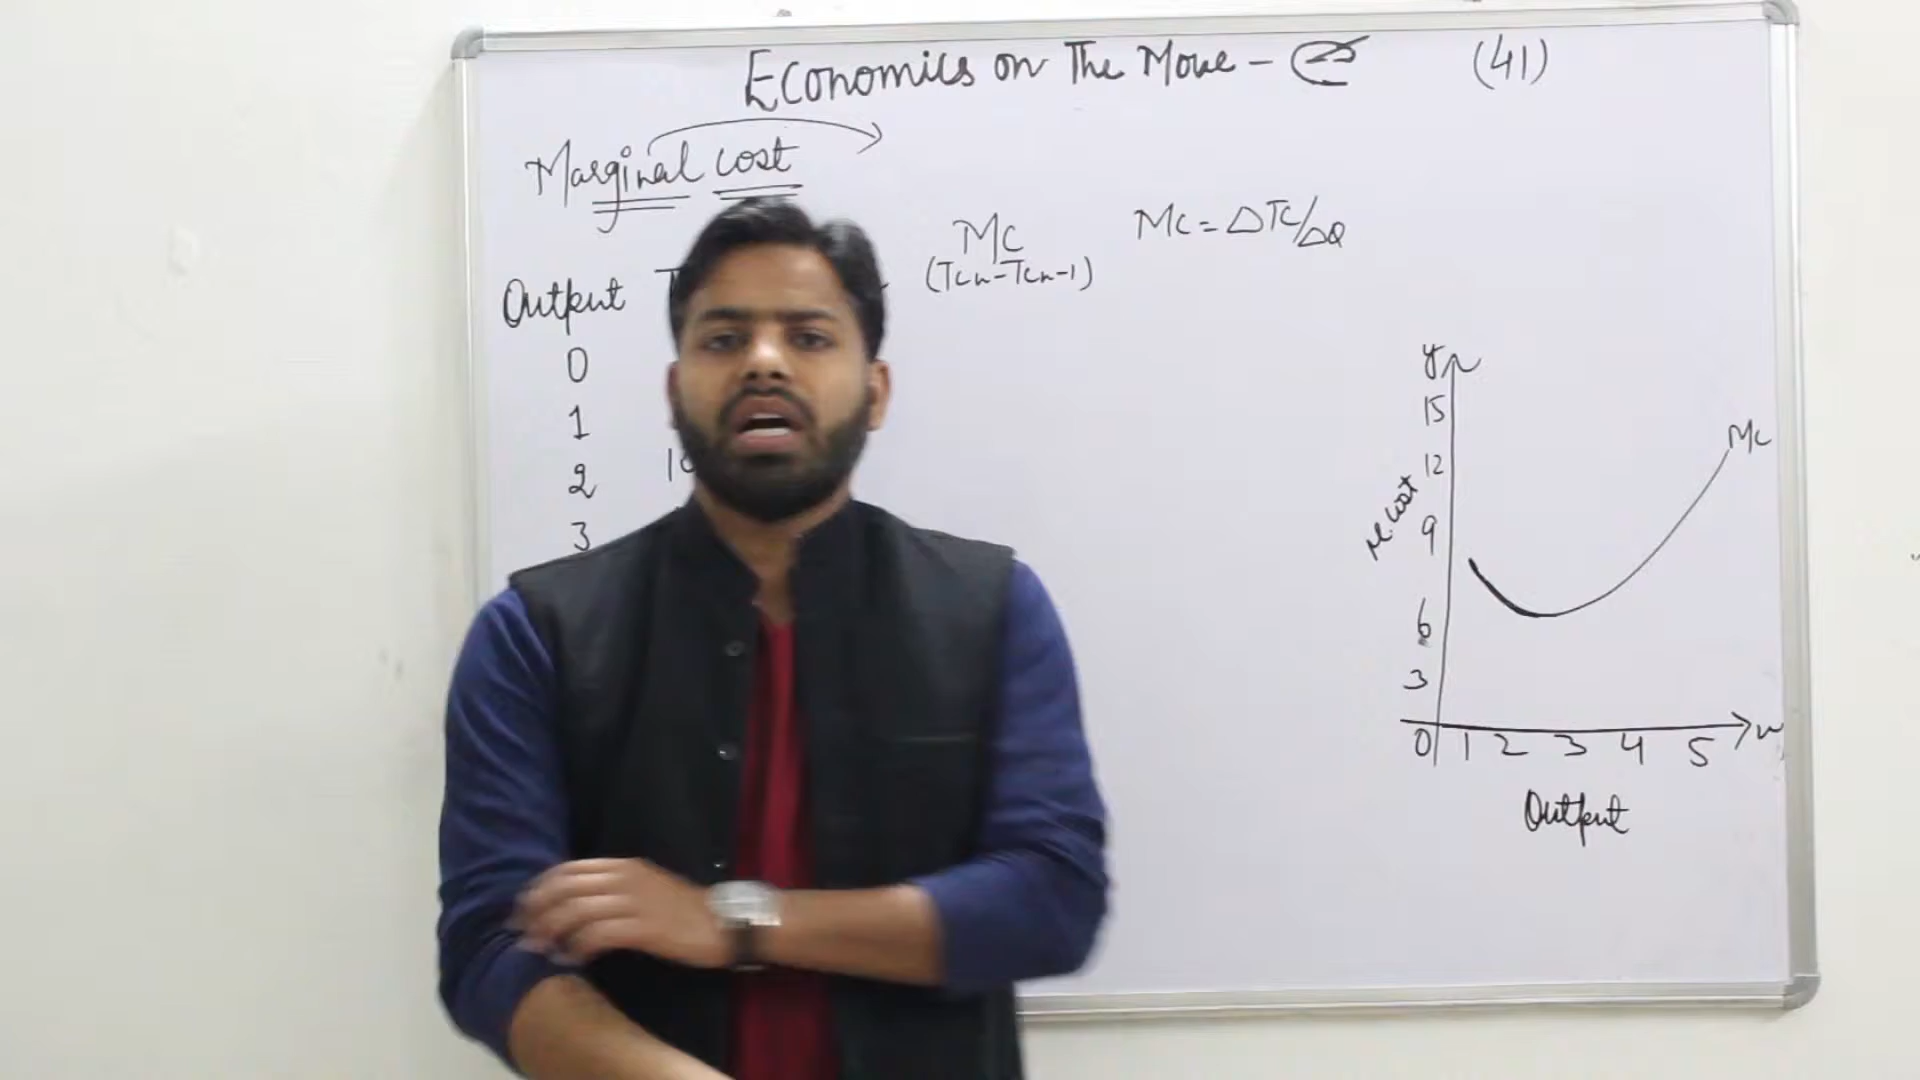 Economics on The Move - (41)
Marginal cost
MC MC = ΔTC/ΔQ
(TCn-TCn-1)
Output
0
1
2
3
y
15
12
9
6
3
M.Cost
MC
0 1 2 3 4 5
Output